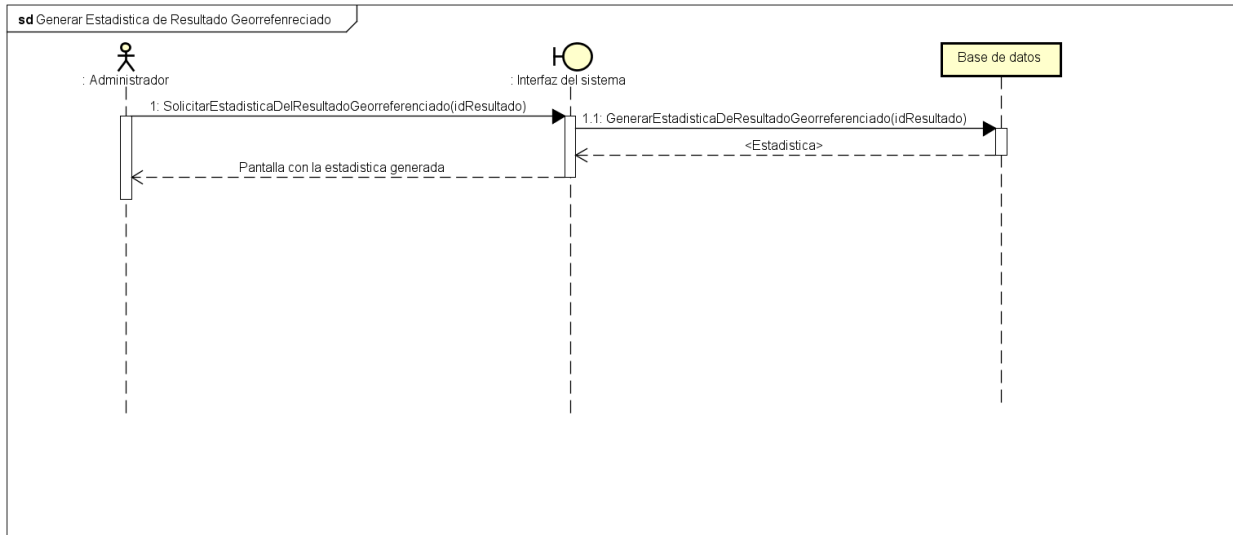 sd Generar Estadistica de Resultado Georrefenreciado
: Administrador
: Interfaz del sistema
Base de datos
1: SolicitarEstadisticaDelResultadoGeorreferenciado(idResultado)
1.1: GenerarEstadisticaDeResultadoGeorreferenciado(idResultado)
<Estadistica>
Pantalla con la estadistica generada